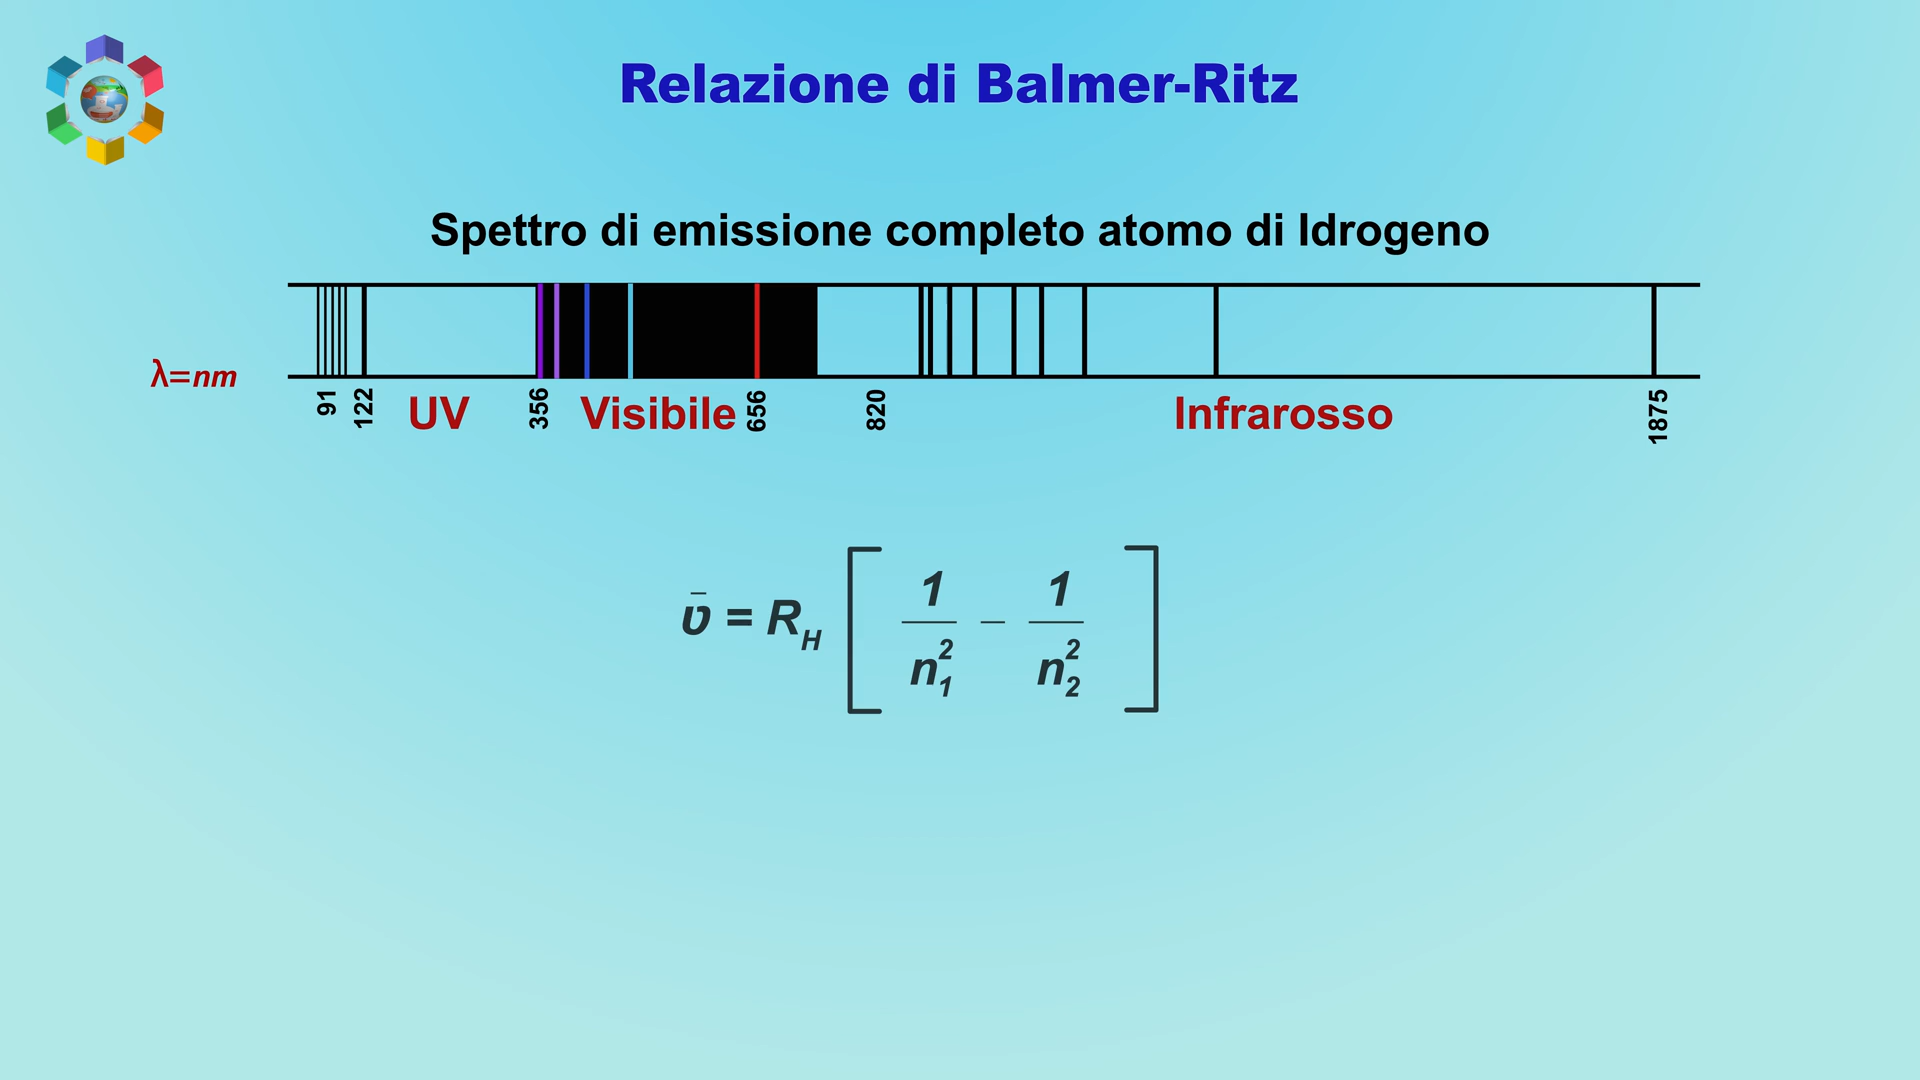 Relazione di Balmer-Ritz
Spettro di emissione completo atomo di Idrogeno
λ=nm
91 122 UV 356 Visibile 656 820 Infrarosso 1875
ῡ = R_H [ 1/n₁² − 1/n₂² ]